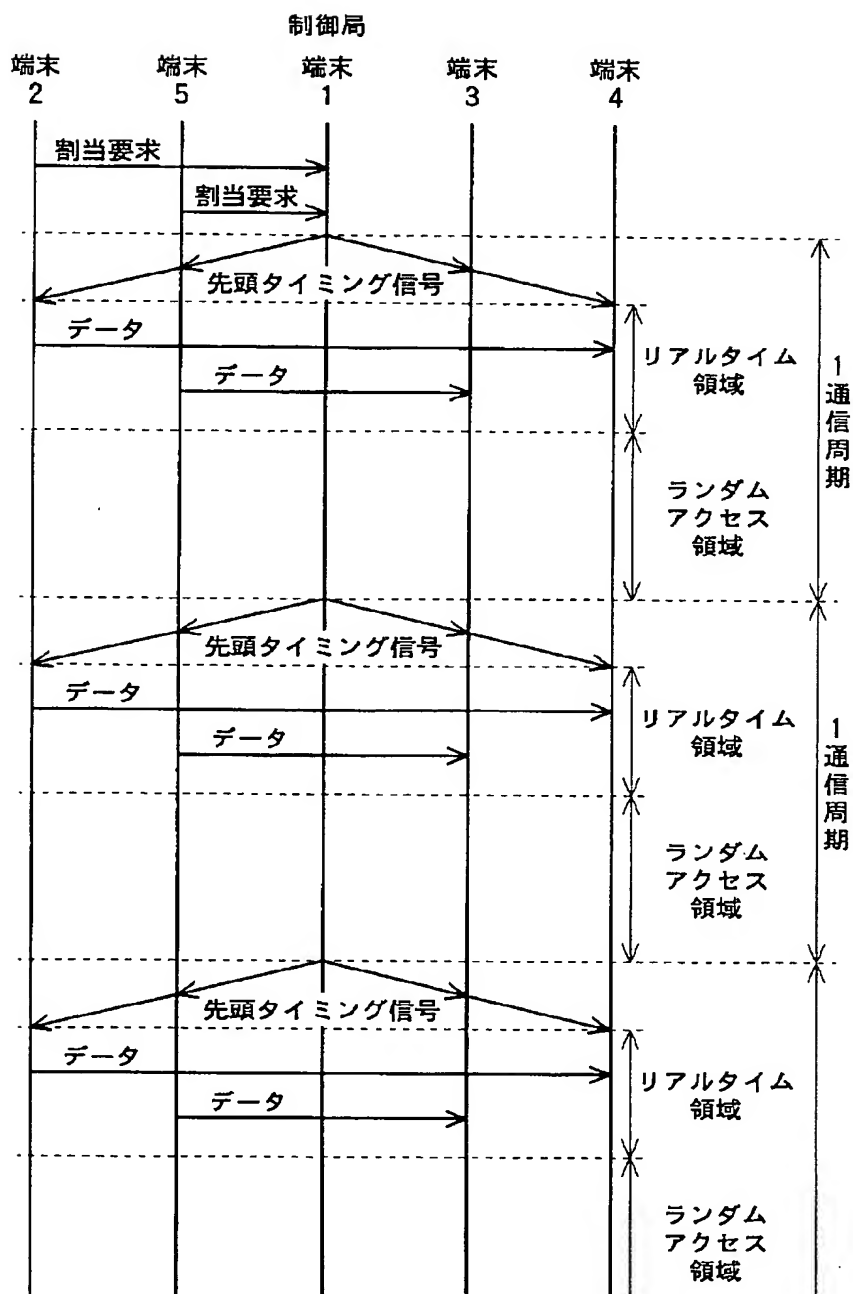 制御局
端末 端末 端末 端末 端末
2 5 1 3 4
割当要求
割当要求
先頭タイミング信号
データ
リアルタイム
領域
データ
1通信周期
ランダム
アクセス
領域
先頭タイミング信号
データ
リアルタイム
領域
データ
1通信周期
ランダム
アクセス
領域
先頭タイミング信号
データ
リアルタイム
領域
データ
ランダム
アクセス
領域